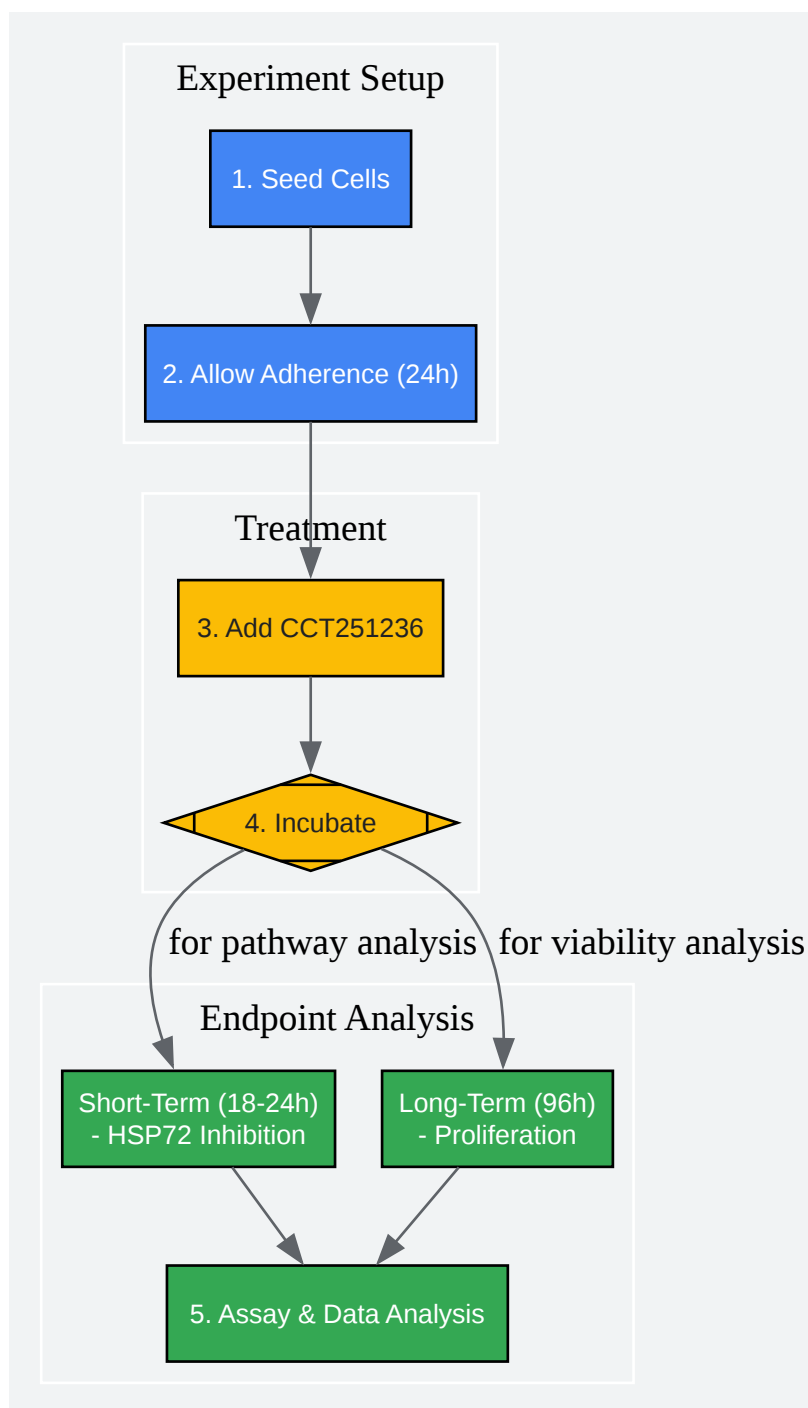 Experiment Setup
1. Seed Cells
2. Allow Adherence (24h)
Treatment
3. Add CCT251236
4. Incubate
for pathway analysis
for viability analysis
Endpoint Analysis
Short-Term (18-24h)
- HSP72 Inhibition
Long-Term (96h)
- Proliferation
5. Assay & Data Analysis